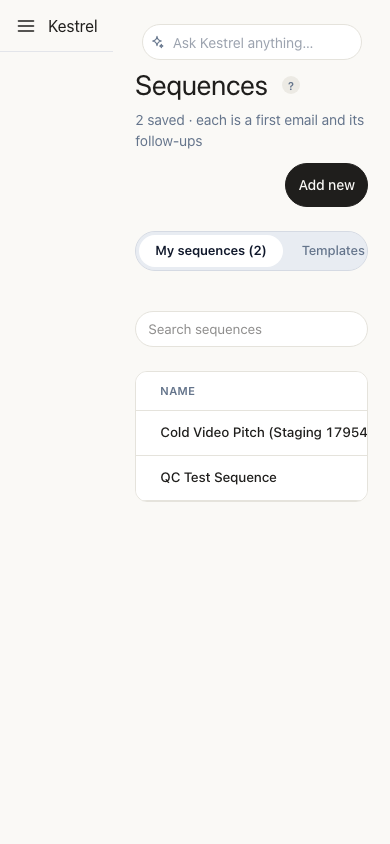 Kestrel
Ask Kestrel anything...
Sequences ?
2 saved · each is a first email and its
follow-ups
Add new
My sequences (2) Templates
Search sequences
NAME
Cold Video Pitch (Staging 17954
QC Test Sequence